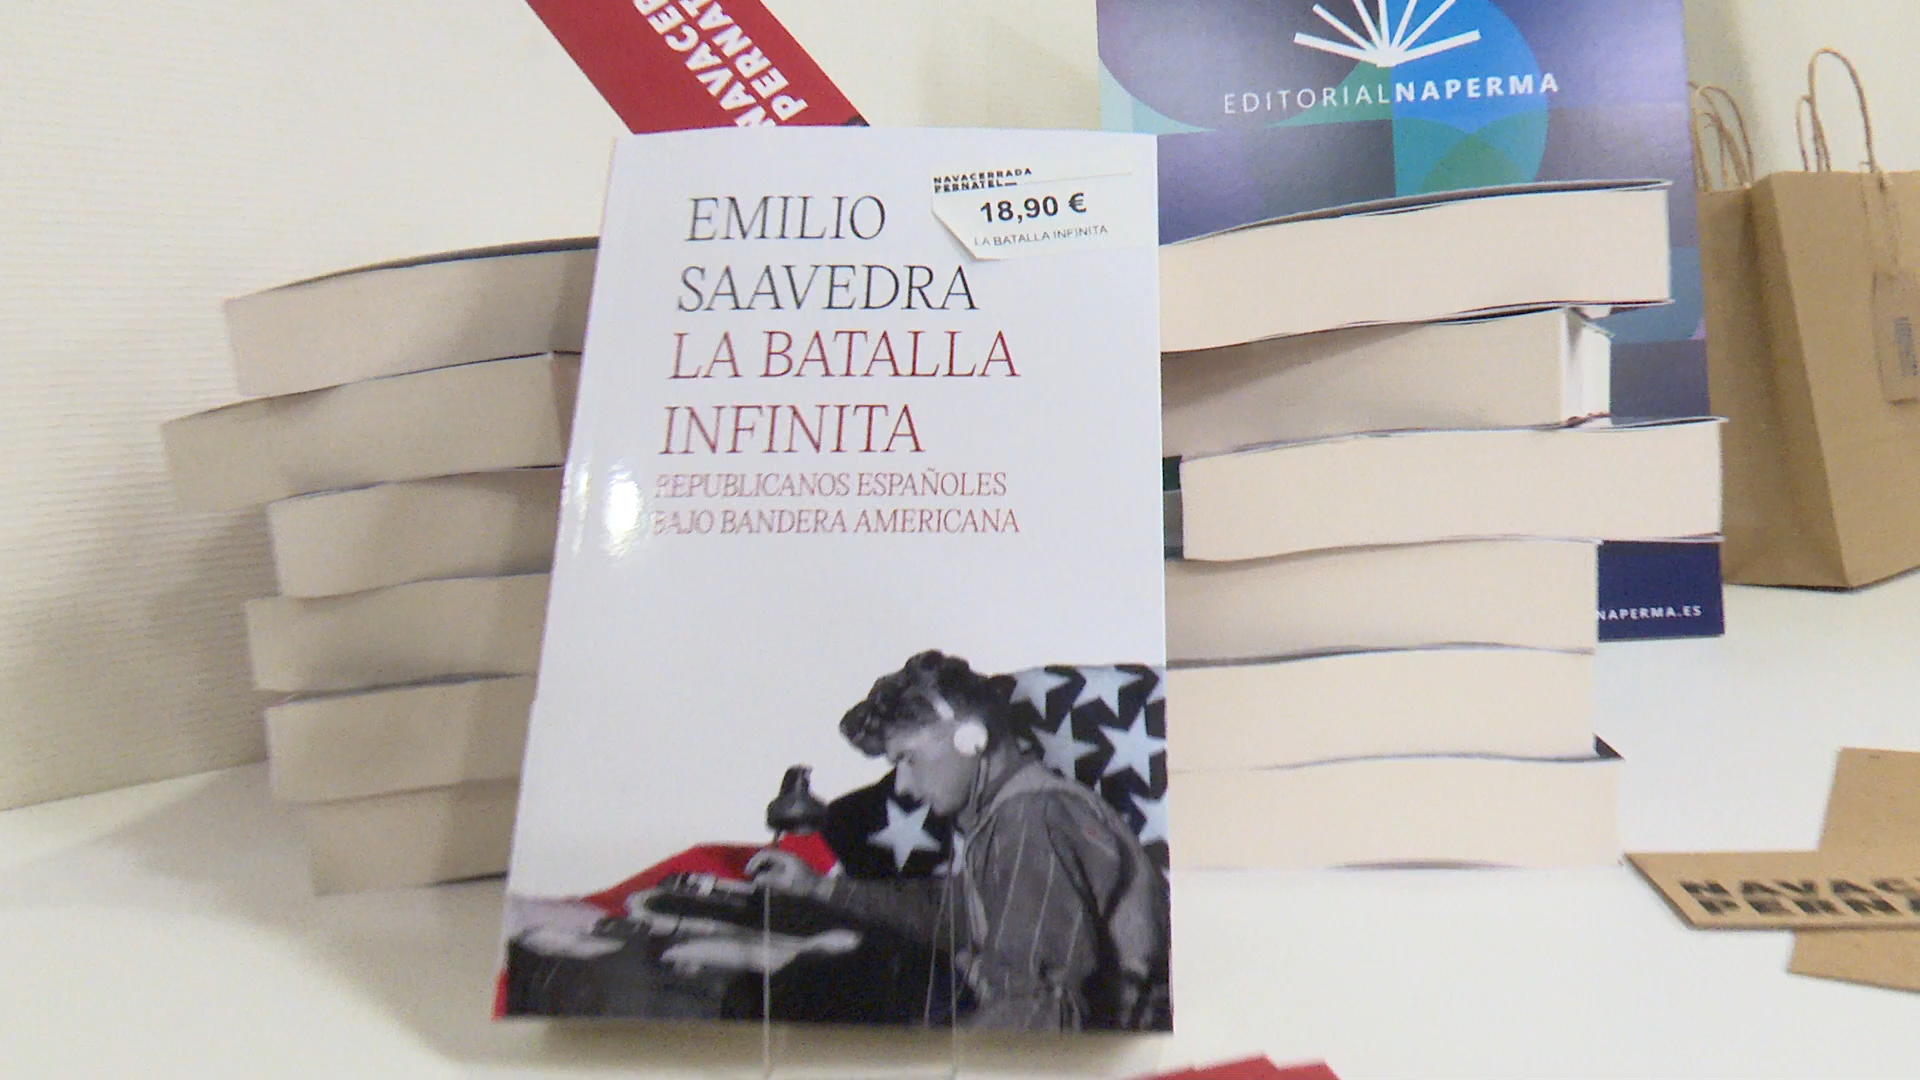 EDITORIALNAPERMA
NAVACERRADA
PERNATEL
18,90 €
LA BATALLA INFINITA
EMILIO
SAAVEDRA
LA BATALLA
INFINITA
REPUBLICANOS ESPAÑOLES
BAJO BANDERA AMERICANA
NAPERMA.ES